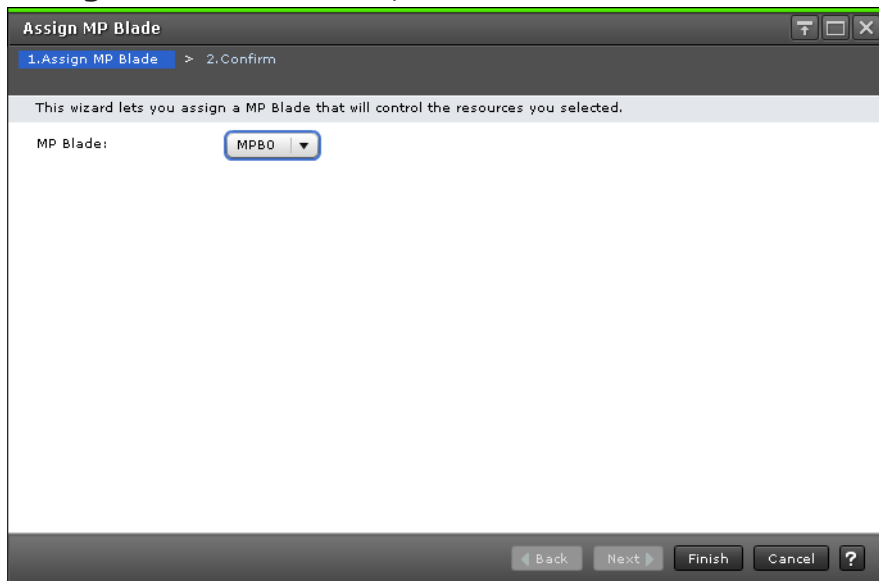 Assign MP Blade
1.Assign MP Blade > 2.Confirm
This wizard lets you assign a MP Blade that will control the resources you selected.
MP Blade: MPB0
Back Next Finish Cancel ?